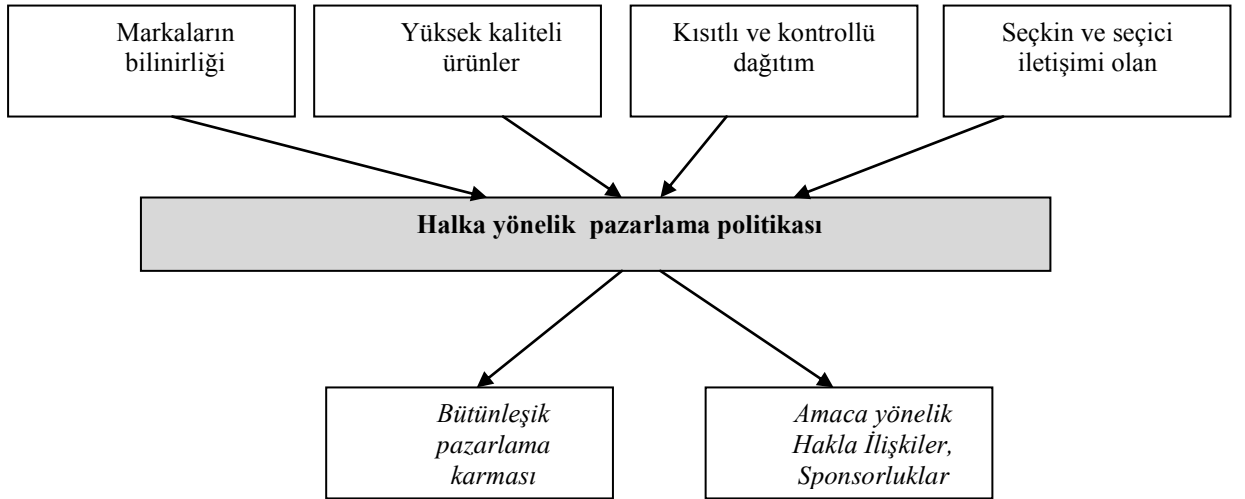 Markaların
bilinirliği
Yüksek kaliteli
ürünler
Kısıtlı ve kontrollü
dağıtım
Seçkin ve seçici
iletişimi olan
Halka yönelik  pazarlama politikası
Bütünleşik
pazarlama
karması
Amaca yönelik
Hakla İlişkiler,
Sponsorluklar